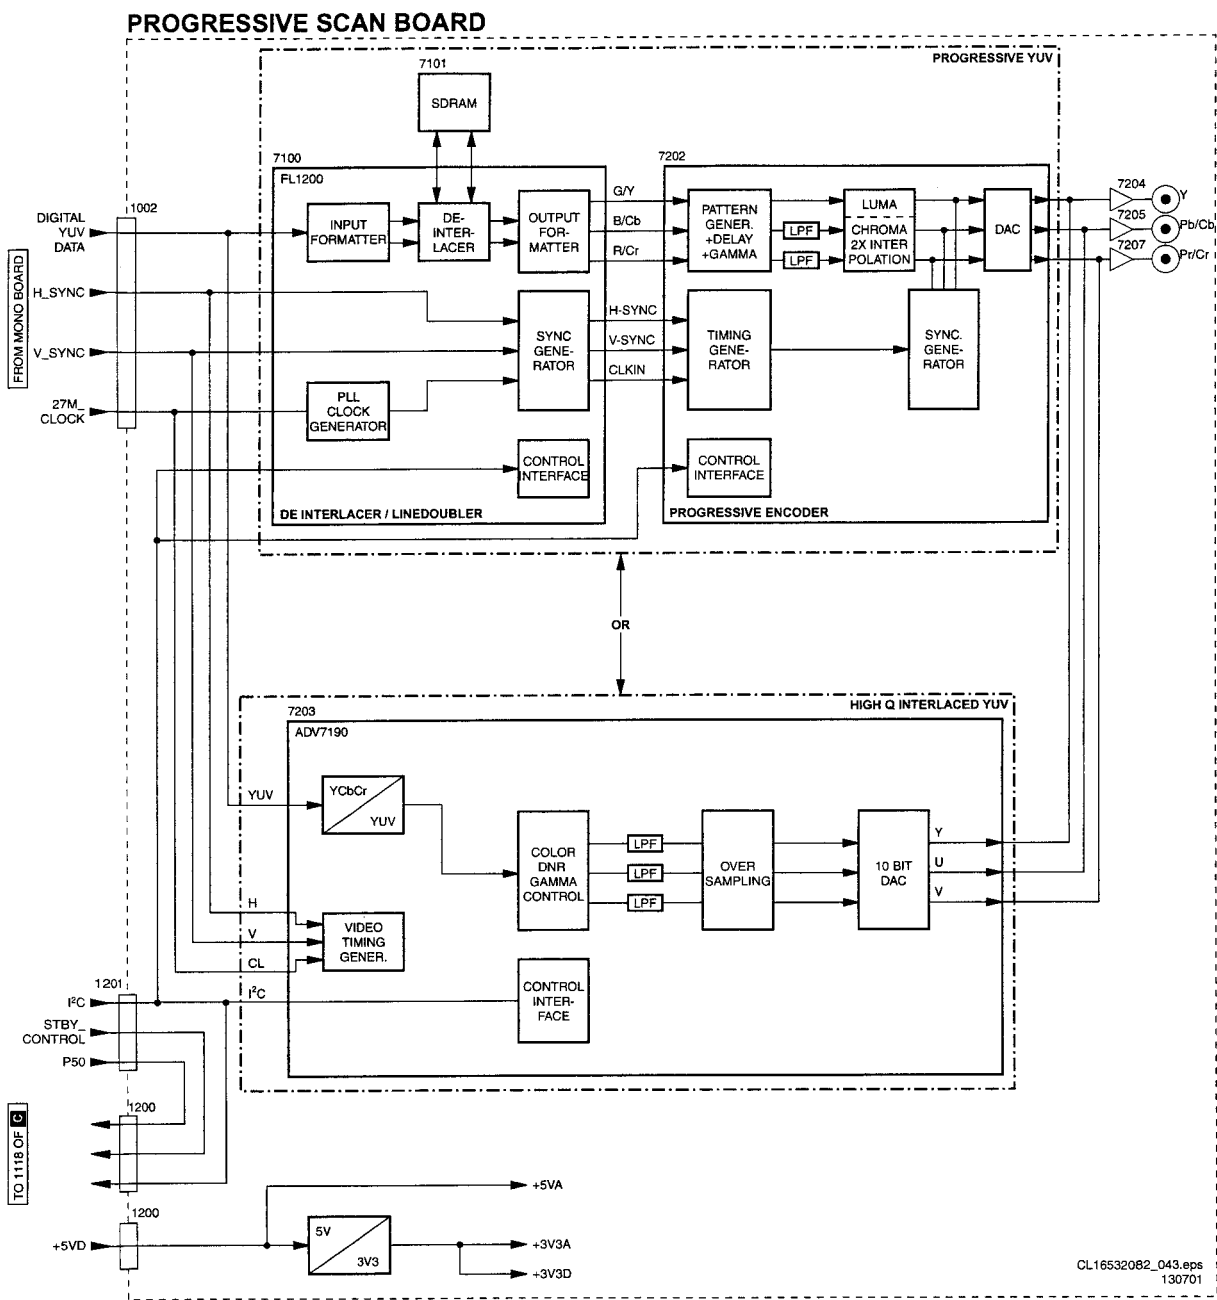 PROGRESSIVE SCAN BOARD
PROGRESSIVE YUV
7101
SDRAM
7100
FL1200
7202
1002
DIGITAL
YUV
DATA
INPUT
FORMATTER
DE-
INTER-
LACER
OUTPUT
FOR-
MATTER
G/Y
B/Cb
R/Cr
PATTERN
GENER.
+DELAY
+GAMMA
LPF
LPF
LUMA
CHROMA
2X INTER
POLATION
DAC
7204
Y
7205
Pb/Cb
7207
Pr/Cr
FROM MONO BOARD
H_SYNC
V_SYNC
27M_
CLOCK
PLL
CLOCK
GENERATOR
SYNC
GENE-
RATOR
H-SYNC
V-SYNC
CLKIN
TIMING
GENE-
RATOR
SYNC.
GENE-
RATOR
CONTROL
INTERFACE
CONTROL
INTERFACE
DE INTERLACER / LINEDOUBLER
PROGRESSIVE ENCODER
OR
HIGH Q INTERLACED YUV
7203
ADV7190
YUV
YCbCr
YUV
COLOR
DNR
GAMMA
CONTROL
LPF
LPF
LPF
OVER
SAMPLING
10 BIT
DAC
Y
U
V
H
V
CL
VIDEO
TIMING
GENER.
I²C
CONTROL
INTER-
FACE
1201
I²C
STBY_
CONTROL
P50
1200
TO 1118 OF C
1200
+5VD
5V
3V3
+5VA
+3V3A
+3V3D
CL16532082_043.eps
130701